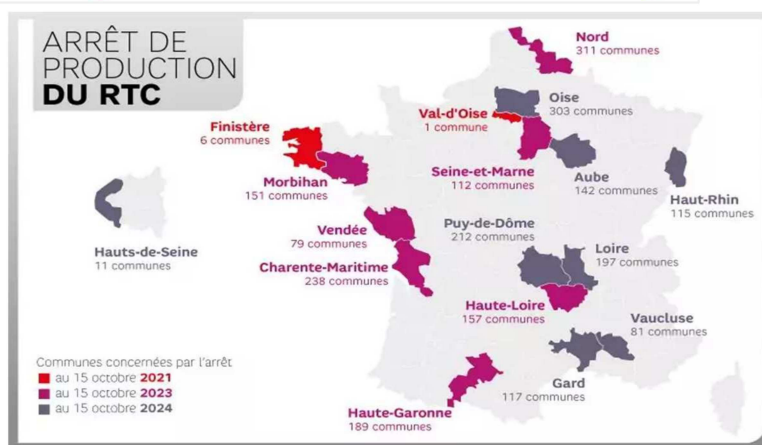 ARRÊT DE
PRODUCTION
DU RTC
Nord
311 communes
Oise
303 communes
Val-d'Oise
1 commune
Finistère
6 communes
Morbihan
151 communes
Seine-et-Marne
112 communes
Aube
142 communes
Haut-Rhin
115 communes
Hauts-de-Seine
11 communes
Vendée
79 communes
Puy-de-Dôme
212 communes
Loire
197 communes
Charente-Maritime
238 communes
Haute-Loire
157 communes
Vaucluse
81 communes
Gard
117 communes
Haute-Garonne
189 communes
Communes concernées par l'arrêt
au 15 octobre 2021
au 15 octobre 2023
au 15 octobre 2024